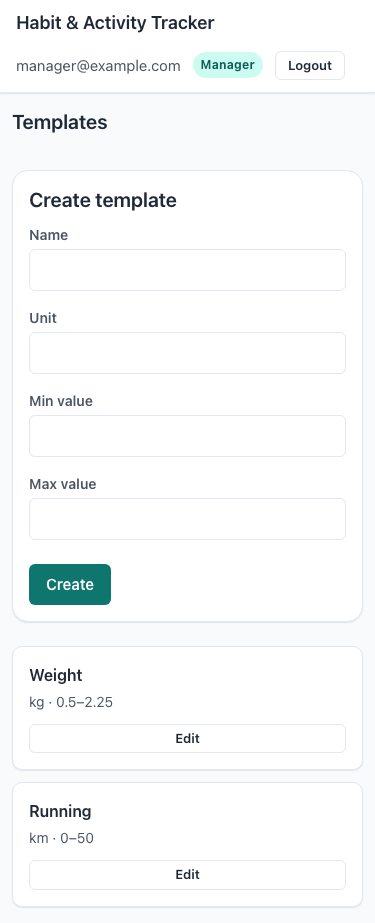 Habit & Activity Tracker
manager@example.com Manager Logout
Templates
Create template
Name
Unit
Min value
Max value
Create
Weight
kg · 0.5–2.25
Edit
Running
km · 0–50
Edit